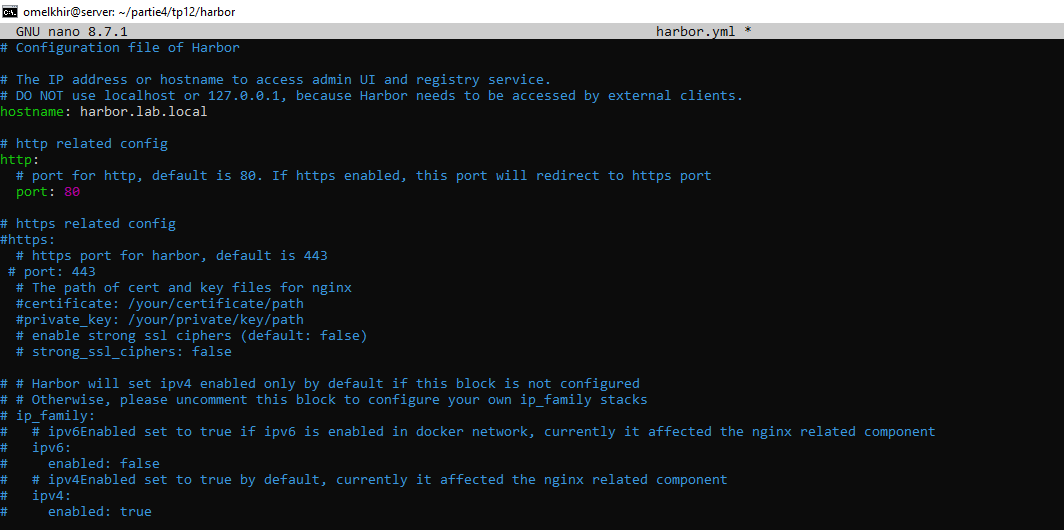 omelkhir@server: ~/partie4/tp12/harbor
GNU nano 8.7.1 harbor.yml *
# Configuration file of Harbor
# The IP address or hostname to access admin UI and registry service.
# DO NOT use localhost or 127.0.0.1, because Harbor needs to be accessed by external clients.
hostname: harbor.lab.local
# http related config
http:
  # port for http, default is 80. If https enabled, this port will redirect to https port
  port: 80
# https related config
#https:
  # https port for harbor, default is 443
 # port: 443
  # The path of cert and key files for nginx
  #certificate: /your/certificate/path
  #private_key: /your/private/key/path
  # enable strong ssl ciphers (default: false)
  # strong_ssl_ciphers: false
# # Harbor will set ipv4 enabled only by default if this block is not configured
# # Otherwise, please uncomment this block to configure your own ip_family stacks
# ip_family:
#   # ipv6Enabled set to true if ipv6 is enabled in docker network, currently it affected the nginx related component
#   ipv6:
#     enabled: false
#   # ipv4Enabled set to true by default, currently it affected the nginx related component
#   ipv4:
#     enabled: true